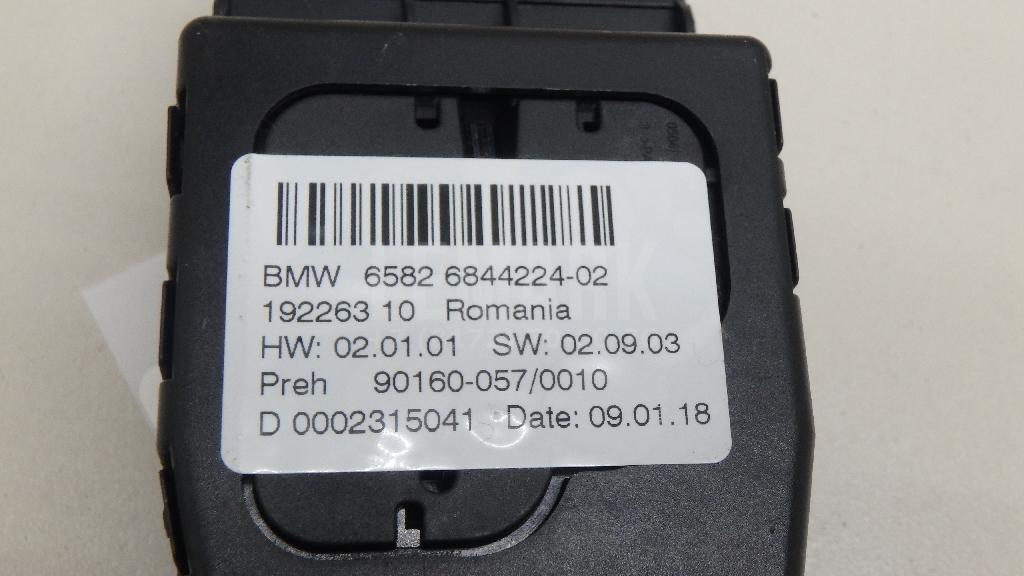 BMW 6582 6844224-02
192263 10 Romania
HW: 02.01.01 SW: 02.09.03
Preh 90160-057/0010
D 0002315041 Date: 09.01.18